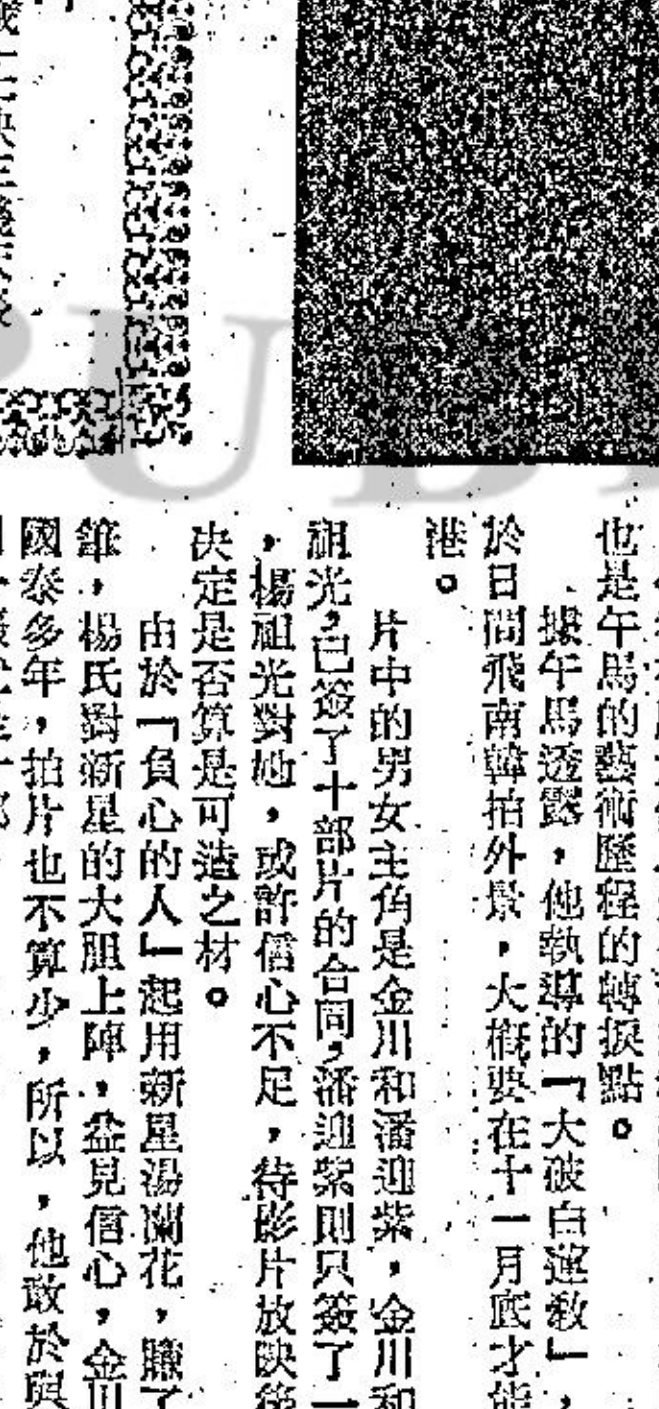 也是午馬的藝術歷程的轉捩點。
據午馬透露，他執導的「大破白蓮教」，
於日間飛南韓拍外景，大概要在十一月底才能
港。
片中的男女主角是金川和潘迎紫，金川和
祖光，已簽了十部片的合同，潘迎紫則只簽了一
，楊祖光對她，或許信心不足，待影片放映後
决定是否算是可造之材。
由於「負心的人」起用新星湯蘭花，賺了
筆，楊氏對新星的大胆上陣，益見信心，金川
國泰多年，拍片也不算少，所以，他敢於與